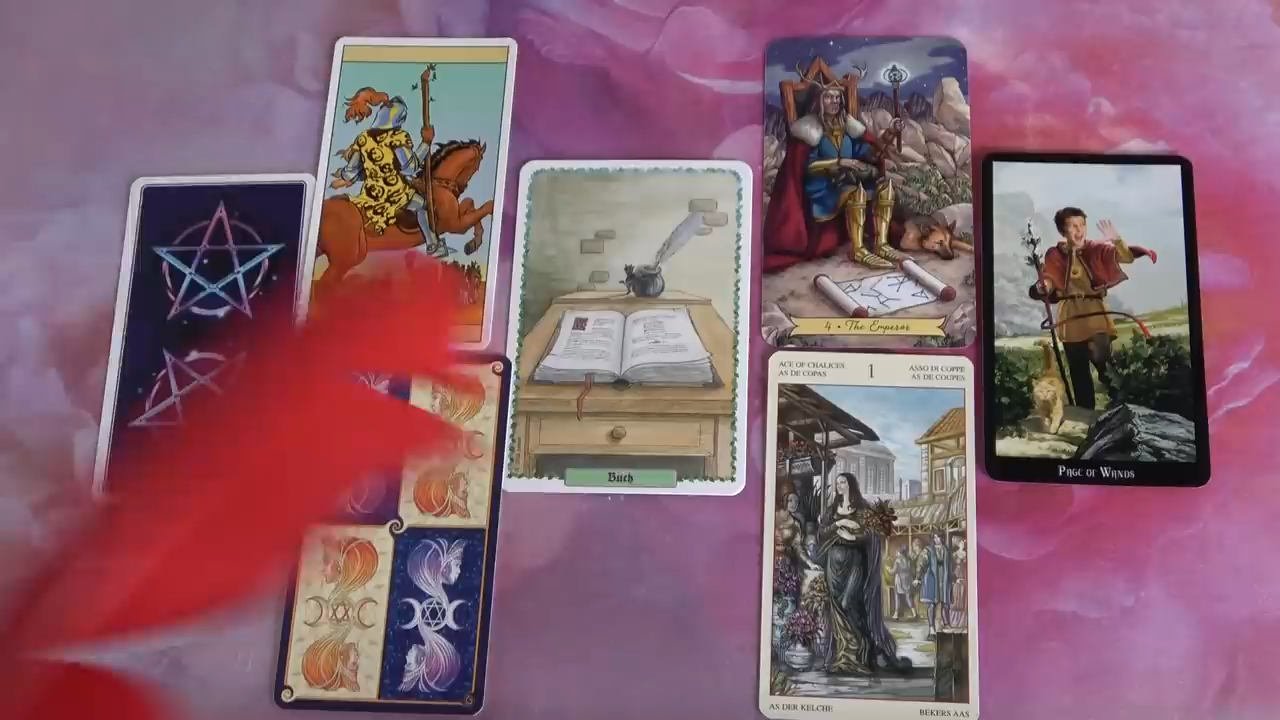 Büch
4 • The Emperor
ACE OF CHALICES
AS DE COPAS
1
ASSO DI COPPE
AS DE COUPES
AS DER KELCHE
BEKERS AAS
PAGE OF WANDS